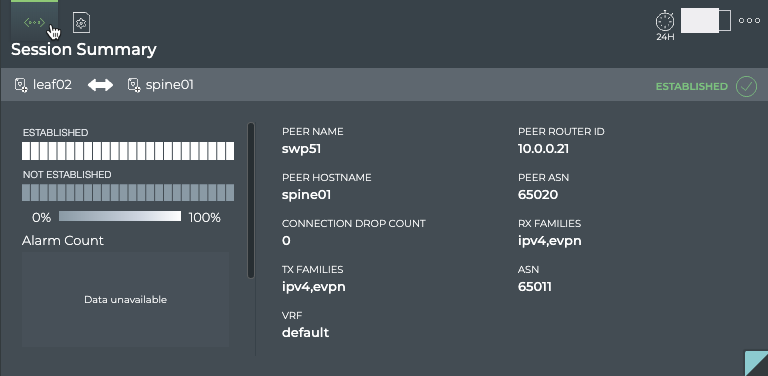 24H
Session Summary
leaf02 spine01
ESTABLISHED
ESTABLISHED
NOT ESTABLISHED
0% 100%
Alarm Count
Data unavailable
PEER NAME
swp51
PEER ROUTER ID
10.0.0.21
PEER HOSTNAME
spine01
PEER ASN
65020
CONNECTION DROP COUNT
0
RX FAMILIES
ipv4,evpn
TX FAMILIES
ipv4,evpn
ASN
65011
VRF
default